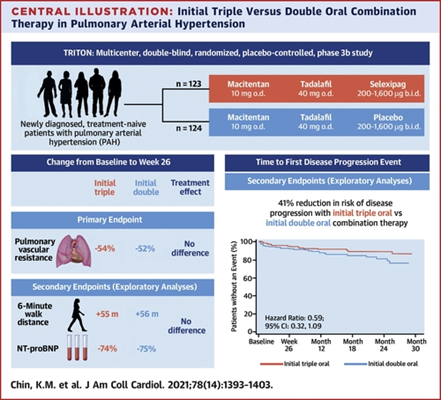 CENTRAL ILLUSTRATION: Initial Triple Versus Double Oral Combination
Therapy in Pulmonary Arterial Hypertension
TRITON: Multicenter, double-blind, randomized, placebo-controlled, phase 3b study
Newly diagnosed, treatment-naive
patients with pulmonary arterial
hypertension (PAH)
n = 123
Macitentan
10 mg o.d.
Tadalafil
40 mg o.d.
Selexipag
200-1,600 μg b.i.d.
n = 124
Macitentan
10 mg o.d.
Tadalafil
40 mg o.d.
Placebo
200-1,600 μg b.i.d.
Change from Baseline to Week 26
Initial
triple
Initial
double
Treatment
effect
Primary Endpoint
Pulmonary
vascular
resistance
-54%
-52%
No
difference
Secondary Endpoints (Exploratory Analyses)
6-Minute
walk
distance
+55 m
+56 m
No
difference
NT-proBNP
-74%
-75%
Time to First Disease Progression Event
Secondary Endpoints (Exploratory Analyses)
41% reduction in risk of disease
progression with initial triple oral vs
initial double oral combination
therapy
Patients without an Event (%)
100
80
60
40
20
0
Hazard Ratio: 0.59;
95% CI: 0.32, 1.09
Baseline
Week
26
Month
12
Month
18
Month
24
Month
30
Initial triple oral
Initial double oral
Chin, K.M. et al. J Am Coll Cardiol. 2021;78(14):1393-1403.